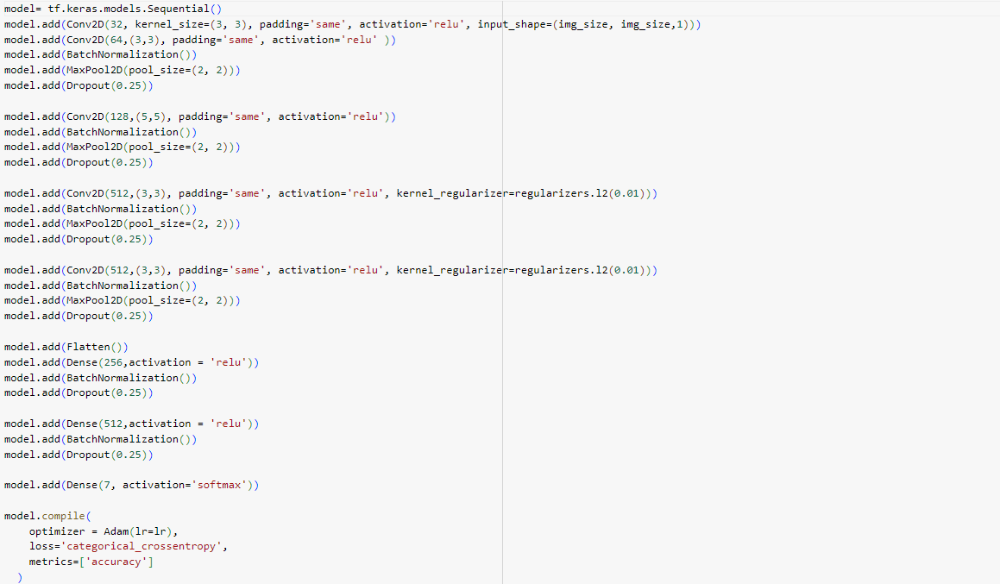 model= tf.keras.models.Sequential()
model.add(Conv2D(32, kernel_size=(3, 3), padding='same', activation='relu', input_shape=(img_size, img_size,1)))
model.add(Conv2D(64,(3,3), padding='same', activation='relu' ))
model.add(BatchNormalization())
model.add(MaxPool2D(pool_size=(2, 2)))
model.add(Dropout(0.25))

model.add(Conv2D(128,(5,5), padding='same', activation='relu'))
model.add(BatchNormalization())
model.add(MaxPool2D(pool_size=(2, 2)))
model.add(Dropout(0.25))

model.add(Conv2D(512,(3,3), padding='same', activation='relu', kernel_regularizer=regularizers.l2(0.01)))
model.add(BatchNormalization())
model.add(MaxPool2D(pool_size=(2, 2)))
model.add(Dropout(0.25))

model.add(Conv2D(512,(3,3), padding='same', activation='relu', kernel_regularizer=regularizers.l2(0.01)))
model.add(BatchNormalization())
model.add(MaxPool2D(pool_size=(2, 2)))
model.add(Dropout(0.25))

model.add(Flatten())
model.add(Dense(256,activation = 'relu'))
model.add(BatchNormalization())
model.add(Dropout(0.25))

model.add(Dense(512,activation = 'relu'))
model.add(BatchNormalization())
model.add(Dropout(0.25))

model.add(Dense(7, activation='softmax'))

model.compile(
    optimizer = Adam(lr=lr),
    loss='categorical_crossentropy',
    metrics=['accuracy']
  )